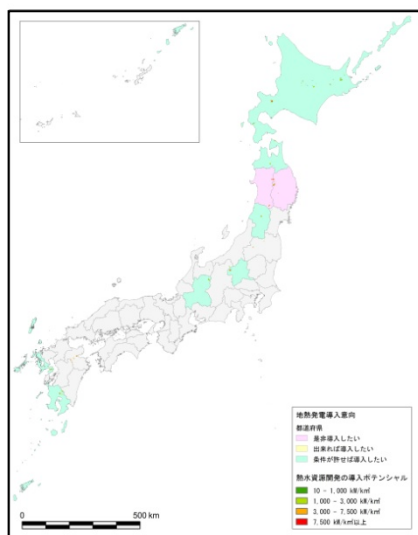 地熱発電導入意向
都道府県
是非導入したい
出来れば導入したい
条件が許せば導入したい
熱水資源開発の導入ポテンシャル
10 - 1,000 kW/km²
1,000 - 3,000 kW/km²
3,000 - 7,500 kW/km²
7,500 kW/km²以上
0
500 km